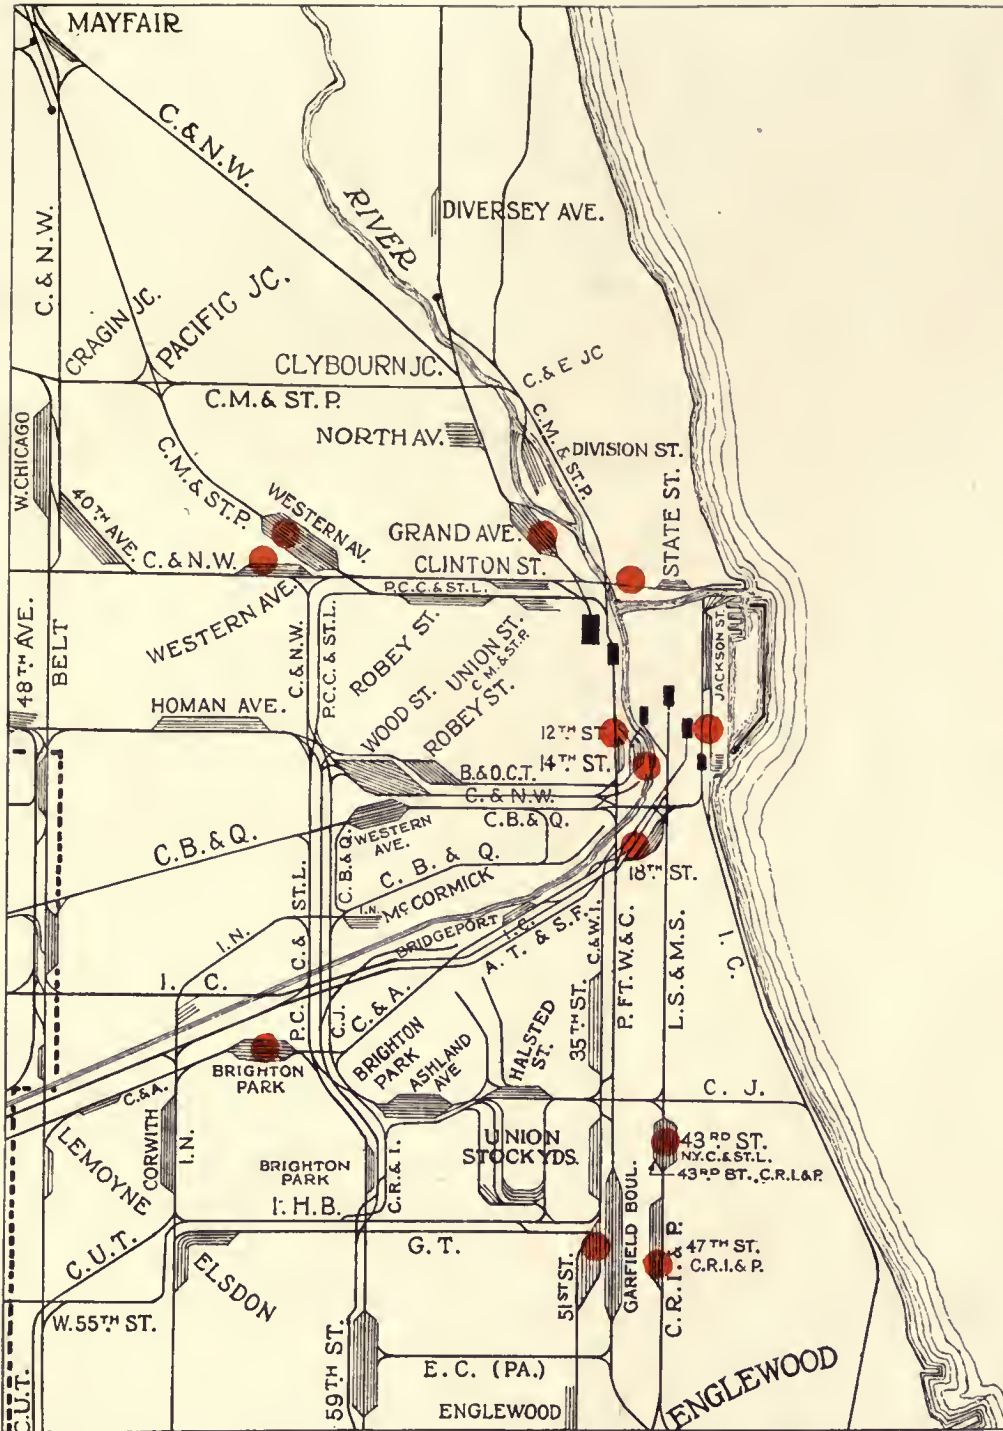 MAYFAIR
C. & N.W.
RIVER
DIVERSEY AVE.
C. & N.W.
CRAGIN JC.
PACIFIC JC.
CLYBOURN JC.
C. & E JC
C.M. & ST. P.
C.M. & ST.P.
NORTH AV.
DIVISION ST.
W. CHICAGO
40TH AVE.
C.M. & ST.P.
WESTERN AV.
GRAND AVE.
STATE ST.
C. & N.W.
CLINTON ST.
P.C.C. & ST. L.
WESTERN AVE.
48TH AVE.
BELT
C. & N.W.
P.C.C. & ST.L.
ROBEY ST.
UNION ST.
C. M. & ST. P.
WOOD ST.
ROBEY ST.
JACKSON ST.
HOMAN AVE.
12TH ST.
14TH ST.
B. & O.C.T.
C. & N.W.
C.B. & Q.
C.B. & Q.
WESTERN
AVE.
C.B. & Q.
C. B. & Q.
18TH ST.
I.N.
McCORMICK
BRIDGEPORT
I.C.
A. T. & S.F.
C. & W.I.
P. FT. W. & C.
L.S. & M.S.
I. C.
I.N.
I. C.
P.C. C. & ST.L.
C.J.
C. & A.
35TH ST.
BRIGHTON
PARK
BRIGHTON
PARK
ASHLAND
AVE
HALSTED
ST.
C. J.
C.& A.
LEMOYNE
CORWITH
I.N.
UNION
STOCK YDS.
43RD ST.
N.Y. C. & ST. L.
43RD ST., C.R.I. & P.
BRIGHTON
PARK
C.R.I. & I.
I. H. B.
GARFIELD BOUL.
C.U.T.
G. T.
47TH ST.
C.R.I. & P.
ELSDON
51ST ST.
C.R.I. & P.
W. 55TH ST.
59TH ST.
E. C. (PA.)
C.U.T.
ENGLEWOOD
ENGLEWOOD